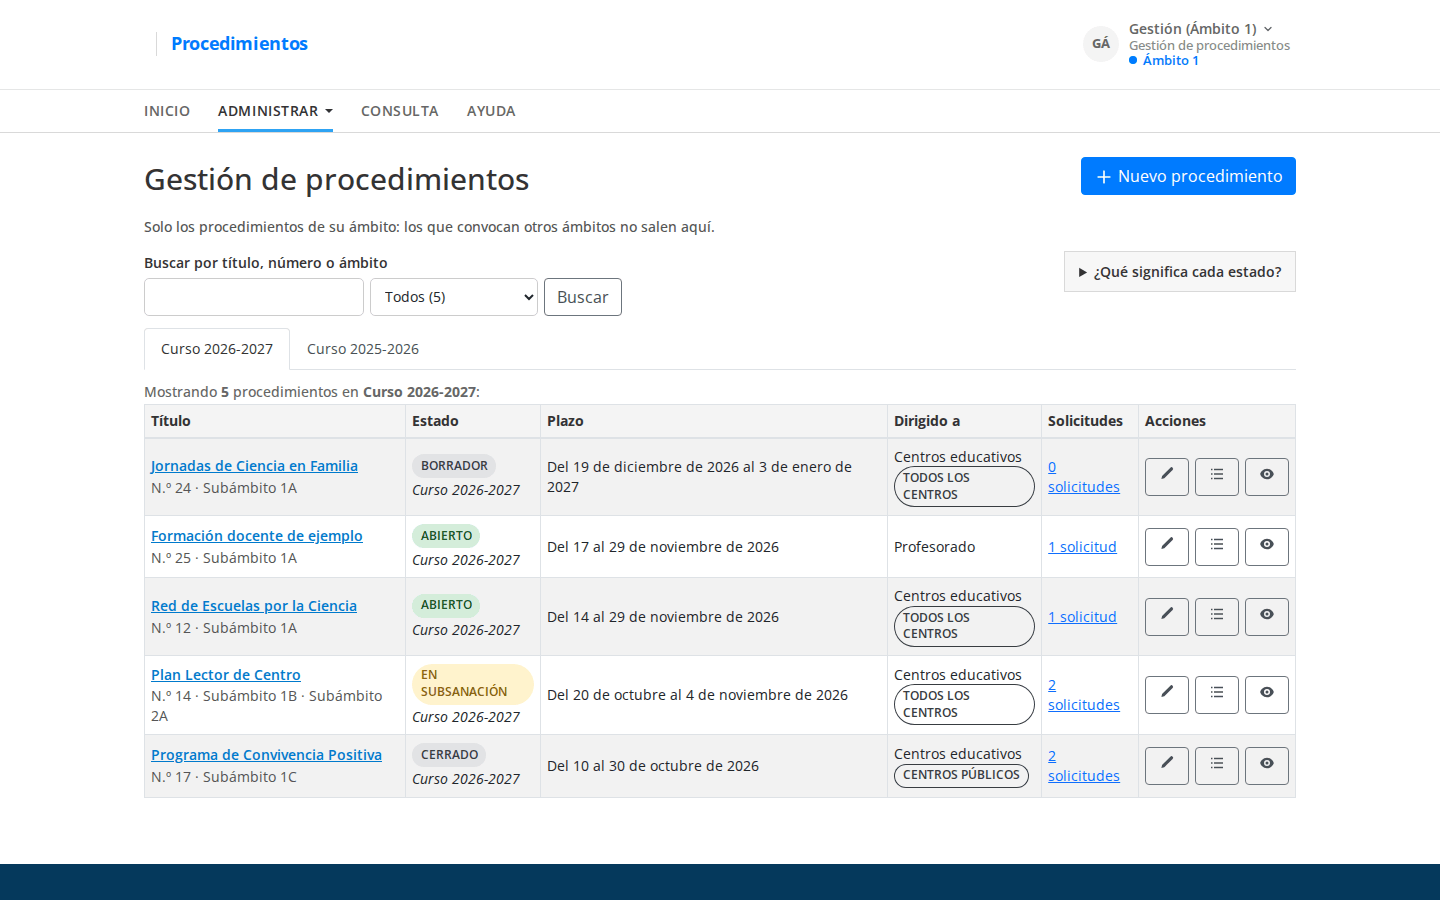 Procedimientos
GÁ
Gestión (Ámbito 1)
Gestión de procedimientos
Ámbito 1
INICIO
ADMINISTRAR
CONSULTA
AYUDA
Gestión de procedimientos
Nuevo procedimiento
Solo los procedimientos de su ámbito: los que convocan otros ámbitos no salen aquí.
Buscar por título, número o ámbito
Todos (5)
Buscar
¿Qué significa cada estado?
Curso 2026-2027
Curso 2025-2026
Mostrando 5 procedimientos en Curso 2026-2027:
Título
Estado
Plazo
Dirigido a
Solicitudes
Acciones
Jornadas de Ciencia en Familia
N.º 24 · Subámbito 1A
BORRADOR
Curso 2026-2027
Del 19 de diciembre de 2026 al 3 de enero de
2027
Centros educativos
TODOS LOS
CENTROS
0
solicitudes
Formación docente de ejemplo
N.º 25 · Subámbito 1A
ABIERTO
Curso 2026-2027
Del 17 al 29 de noviembre de 2026
Profesorado
1 solicitud
Red de Escuelas por la Ciencia
N.º 12 · Subámbito 1A
ABIERTO
Curso 2026-2027
Del 14 al 29 de noviembre de 2026
Centros educativos
TODOS LOS
CENTROS
1 solicitud
Plan Lector de Centro
N.º 14 · Subámbito 1B · Subámbito
2A
EN
SUBSANACIÓN
Curso 2026-2027
Del 20 de octubre al 4 de noviembre de 2026
Centros educativos
TODOS LOS
CENTROS
2
solicitudes
Programa de Convivencia Positiva
N.º 17 · Subámbito 1C
CERRADO
Curso 2026-2027
Del 10 al 30 de octubre de 2026
Centros educativos
CENTROS PÚBLICOS
2
solicitudes